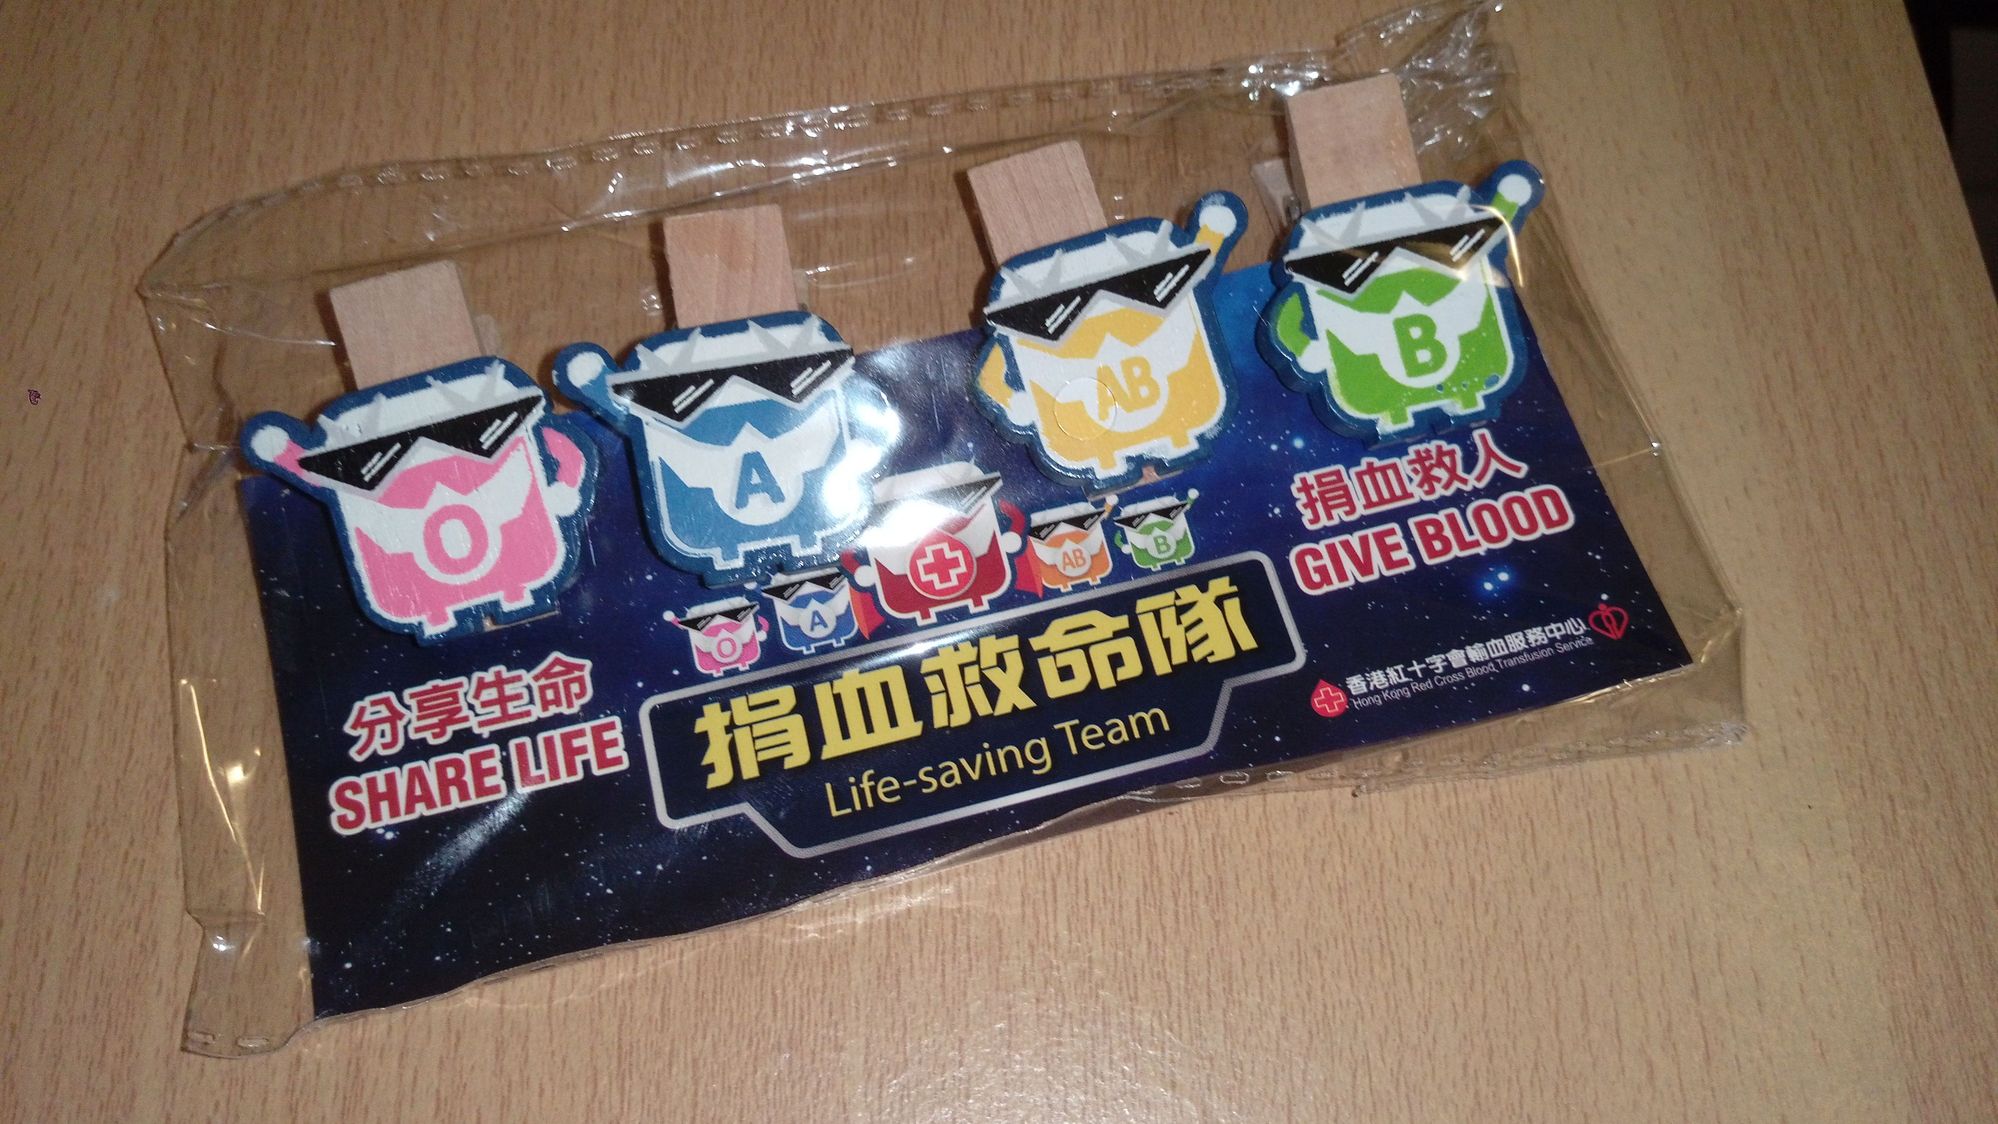 O
A
AB
B
O
A
AB
B
分享生命
SHARE LIFE
捐血救命隊
Life-saving Team
捐血救人
GIVE BLOOD
香港紅十字會輸血服務中心
Hong Kong Red Cross Blood Transfusion Service